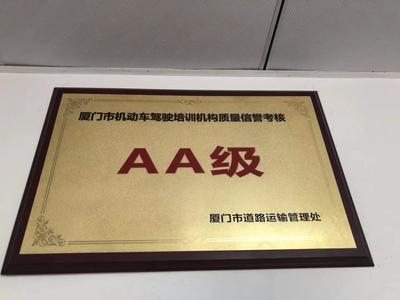 厦门市机动车驾驶培训机构质量信誉考核
AA级
厦门市道路运输管理处